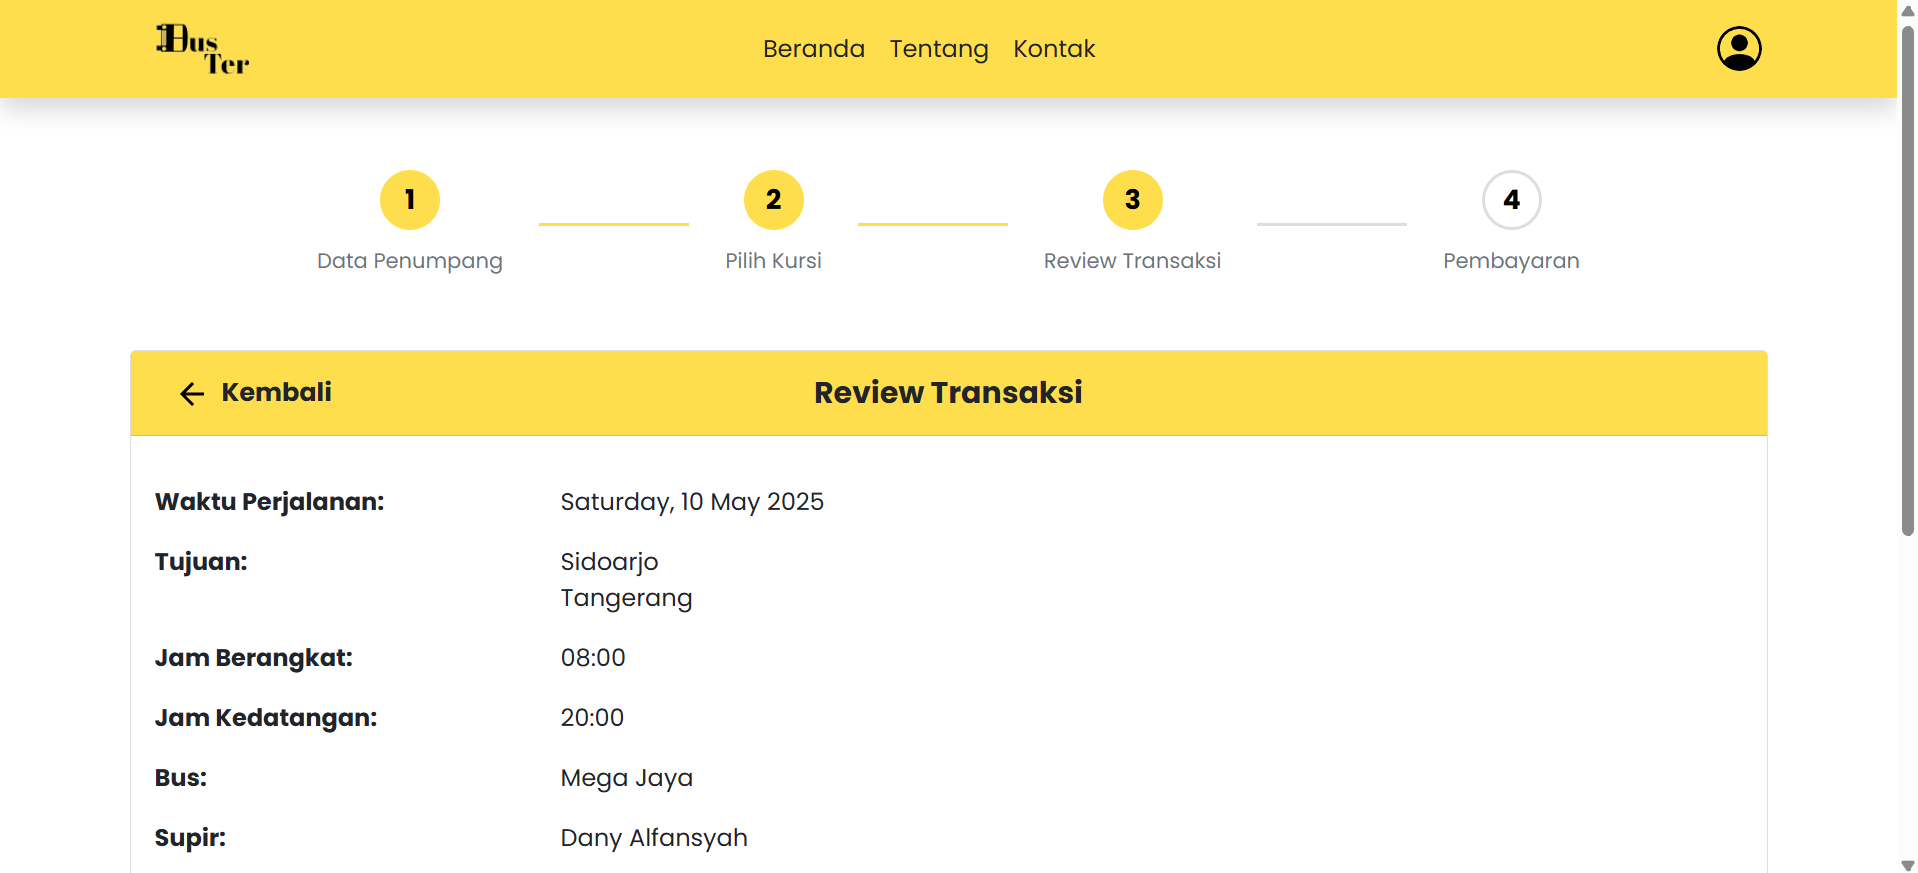 Bus
Ter
Beranda Tentang Kontak
1 2 3 4
Data Penumpang Pilih Kursi Review Transaksi Pembayaran
Kembali Review Transaksi
Waktu Perjalanan: Saturday, 10 May 2025
Tujuan: Sidoarjo
Tangerang
Jam Berangkat: 08:00
Jam Kedatangan: 20:00
Bus: Mega Jaya
Supir: Dany Alfansyah